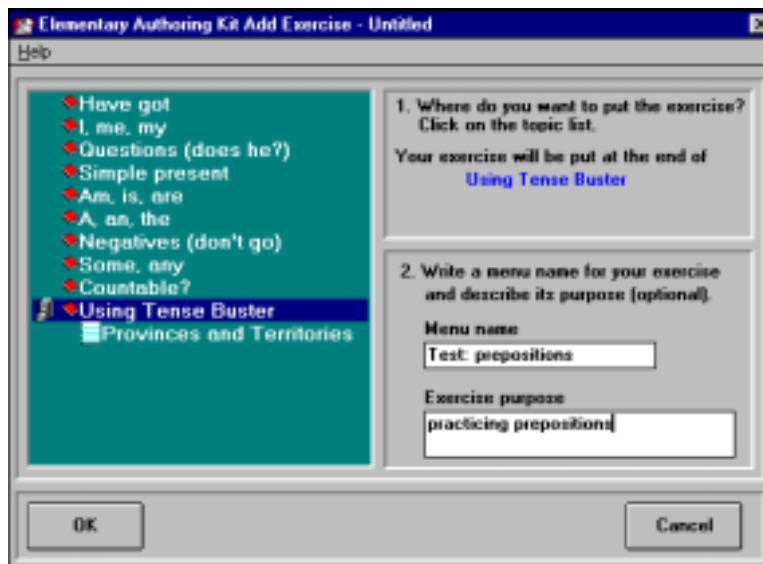 Elementary Authoring Kit Add Exercise - Untitled
Help
Have got
I, me, my
Questions (does he?)
Simple present
Am, is, are
A, an, the
Negatives (don't go)
Some, any
Countable?
Using Tense Buster
Provinces and Territories
1. Where do you want to put the exercise?
Click on the topic list.
Your exercise will be put at the end of
Using Tense Buster
2. Write a menu name for your exercise
and describe its purpose (optional).
Menu name
Test: prepositions
Exercise purpose
practicing prepositions
OK
Cancel